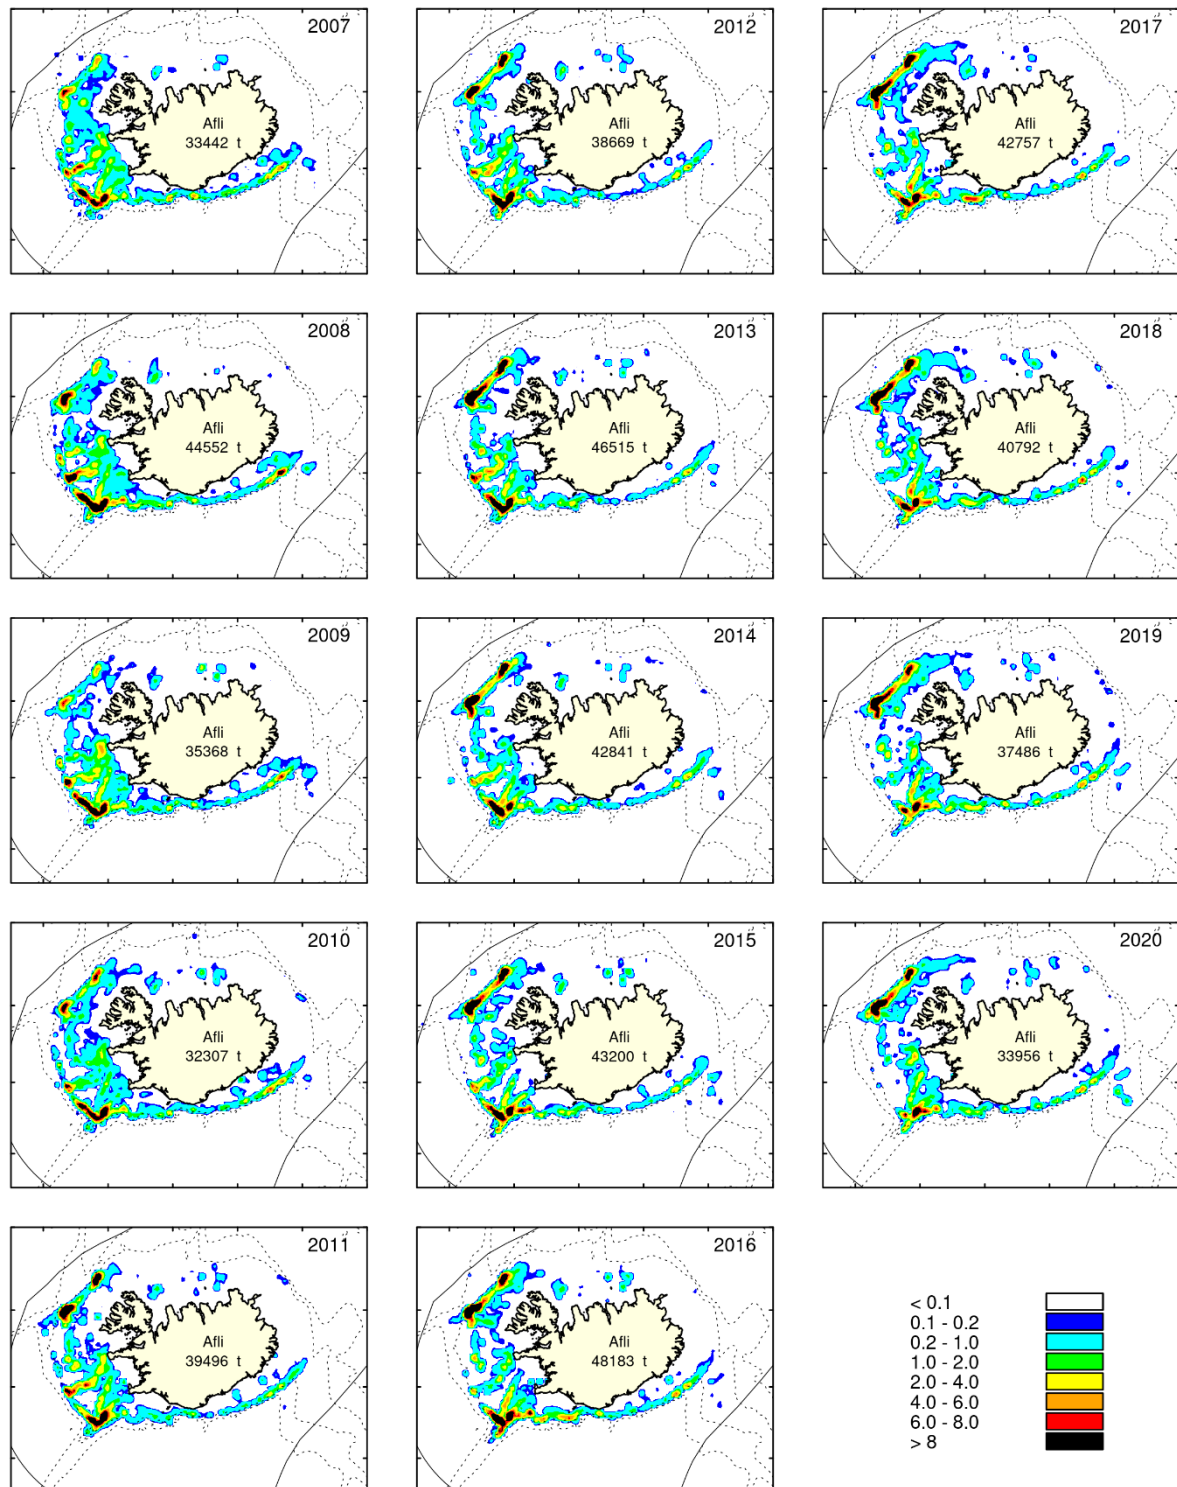 2007
Afli
33442 t
2012
Afli
38669 t
2017
Afli
42757 t
2008
Afli
44552 t
2013
Afli
46515 t
2018
Afli
40792 t
2009
Afli
35368 t
2014
Afli
42841 t
2019
Afli
37486 t
2010
Afli
32307 t
2015
Afli
43200 t
2020
Afli
33956 t
2011
Afli
39496 t
2016
Afli
48183 t
< 0.1
0.1 - 0.2
0.2 - 1.0
1.0 - 2.0
2.0 - 4.0
4.0 - 6.0
6.0 - 8.0
> 8